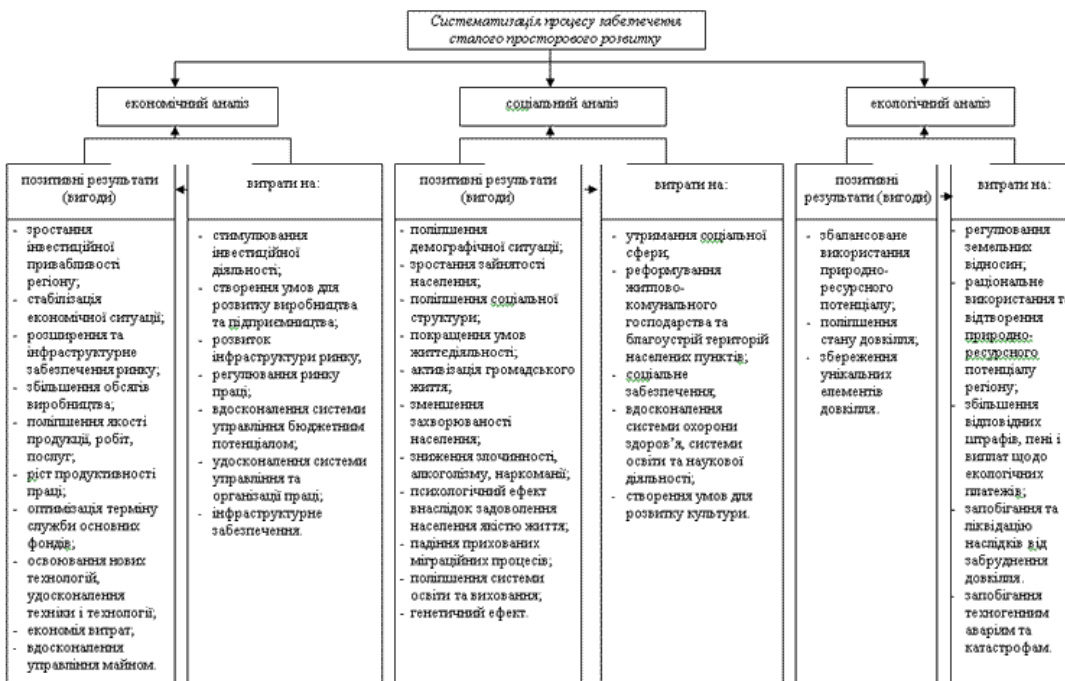 Систематизація процесу забезпечення
сталого просторового розвитку
економічний аналіз
соціальний аналіз
екологічний аналіз
позитивні результати
(вигоди)
- зростання
інвестиційної
привабливості
регіону;
- стабілізація
економічної ситуації;
- розширення та
інфраструктурне
забезпечення ринку;
- збільшення обсягів
виробництва;
- поліпшення якості
продукції, робіт,
послуг;
- ріст продуктивності
праці;
- оптимізація терміну
служби основних
фондів;
- освоювання нових
технологій,
удосконалення
техніки і технології;
- економія витрат;
- вдосконалення
управління майном.
витрати на:
- стимулювання
інвестиційної
діяльності;
- створення умов для
розвитку виробництва
та підприємництва;
- розвиток
інфраструктури ринку;
- регулювання ринку
праці;
- вдосконалення системи
управління бюджетним
потенціалом;
- удосконалення системи
управління та
організації праці;
- інфраструктурне
забезпечення.
позитивні результати
(вигоди)
- поліпшення
демографічної ситуації;
- зростання зайнятості
населення;
- поліпшення соціальної
структури;
- покращення умов
життєдіяльності;
- активізація громадського
життя;
- зменшення
захворюваності
населення;
- зниження злочинності,
алкоголізму, наркоманії;
- психологічний ефект
внаслідок задоволення
населення якістю життя;
- падіння прихованих
міграційних процесів;
- поліпшення системи
освіти та виховання;
- генетичний ефект.
витрати на:
- утримання соціальної
сфери;
- реформування
житлово-
комунального
господарства та
благоустрій територій
населених пунктів;
- соціальне
забезпечення;
- вдосконалення
системи охорони
здоров’я, системи
освіти та наукової
діяльності;
- створення умов для
розвитку культури.
позитивні
результати (вигоди)
- збалансоване
використання
природно-
ресурсного
потенціалу;
- поліпшення
стану довкілля;
- збереження
унікальних
елементів
довкілля.
витрати на:
- регулювання
земельних
відносин;
- раціональне
використання т
відтворення
природно-
ресурсного
потенціалу
регіону;
- збільшення
відповідних
штрафів, пені і
виплат щодо
екологічних
платежів;
- запобігання та
ліквідацію
наслідків від
забруднення
довкілля.
- запобігання
техногенним
аваріям та
катастрофам.